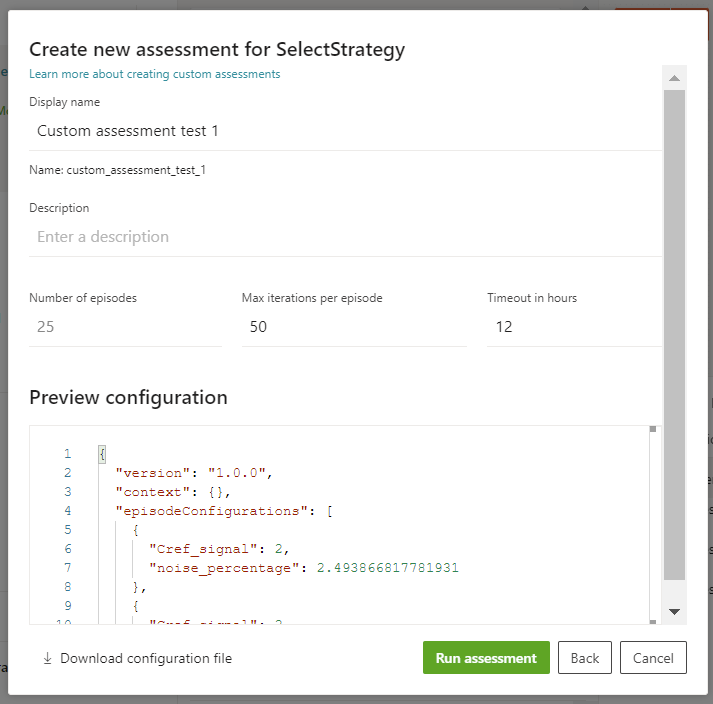 Create new assessment for SelectStrategy
Learn more about creating custom assessments
Display name
Custom assessment test 1
Name: custom_assessment_test_1
Description
Enter a description
Number of episodes Max iterations per episode Timeout in hours
25 50 12
Preview configuration
1 {
2 "version": "1.0.0",
3 "context": {},
4 "episodeConfigurations": [
5 {
6 "Cref_signal": 2,
7 "noise_percentage": 2.493866817781931
8 },
9 {
10 "Cref_signal": 2
Download configuration file Run assessment Back Cancel